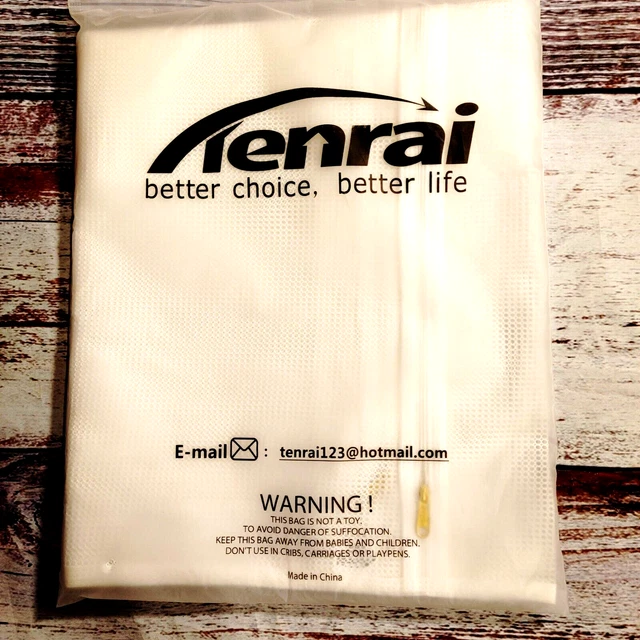 Tenrai
better choice, better life
E-mail : tenrai123@hotmail.com
WARNING !
THIS BAG IS NOT A TOY,
TO AVOID DANGER OF SUFFOCATION.
KEEP THIS BAG AWAY FROM BABIES AND CHILDREN.
DON'T USE IN CRIBS, CARRIAGES OR PLAYPENS.
Made in China